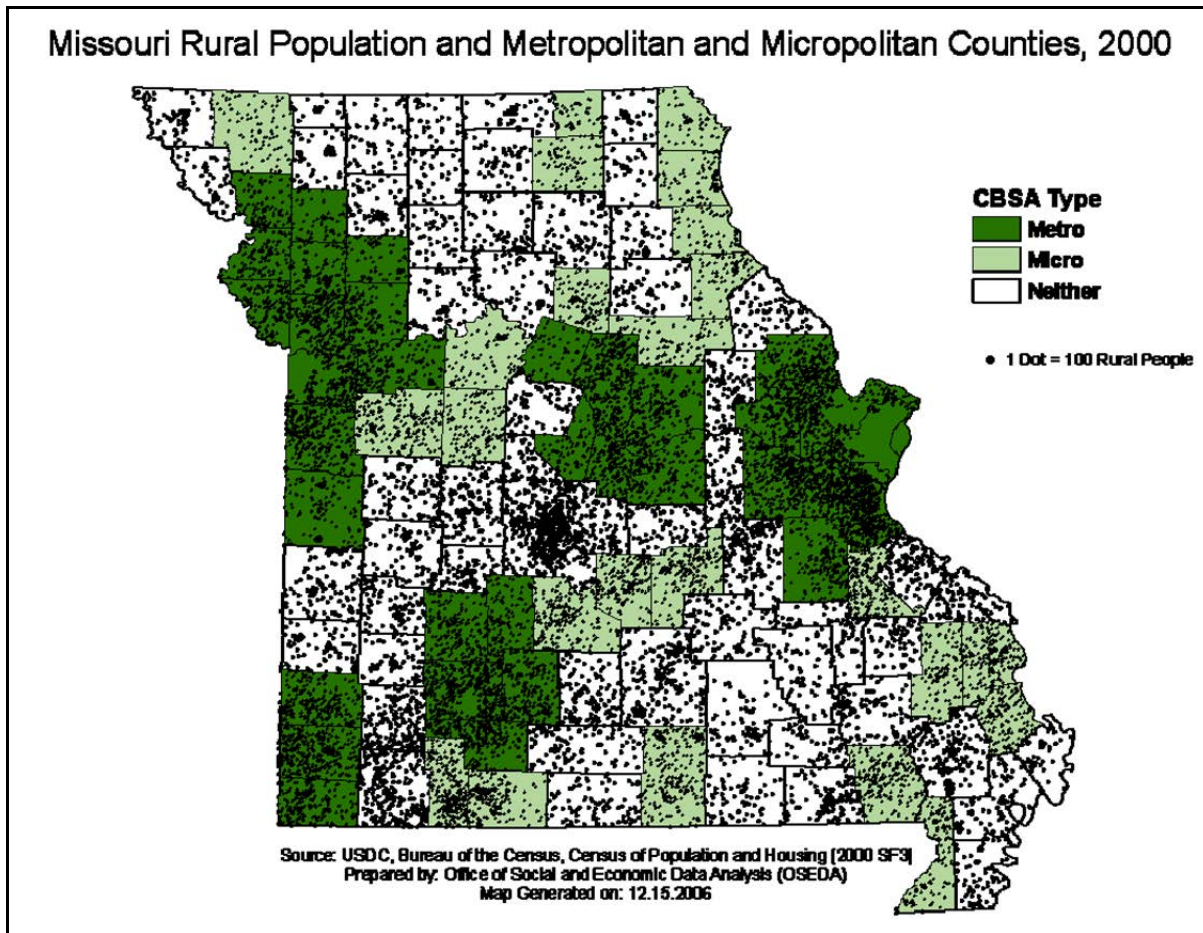 Missouri Rural Population and Metropolitan and Micropolitan Counties, 2000
CBSA Type
Metro
Micro
Neither
1 Dot = 100 Rural People
Source: USDC, Bureau of the Census, Census of Population and Housing [2000 SF3]
Prepared by: Office of Social and Economic Data Analysis (OSEDA)
Map Generated on: 12.15.2006